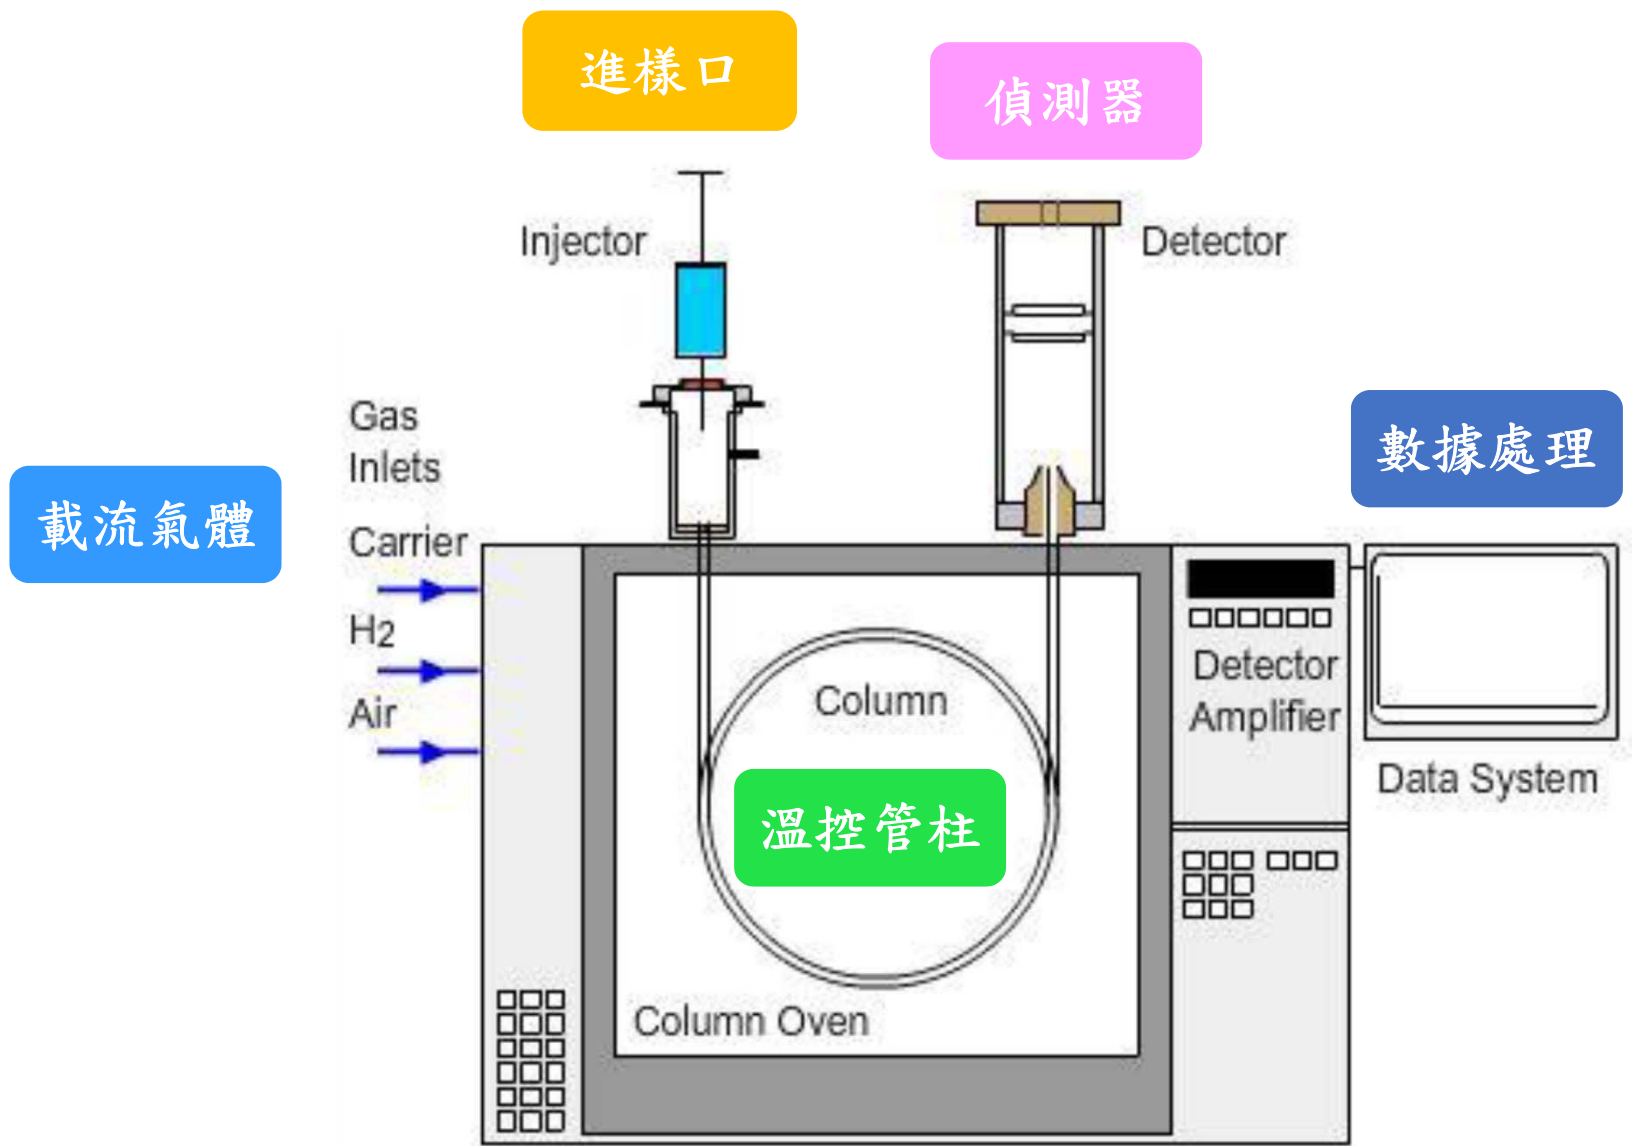 進樣口
偵測器
Injector
Detector
Gas
Inlets
數據處理
載流氣體
Carrier
H2
Air
Column
Detector
Amplifier
Data System
溫控管柱
Column Oven